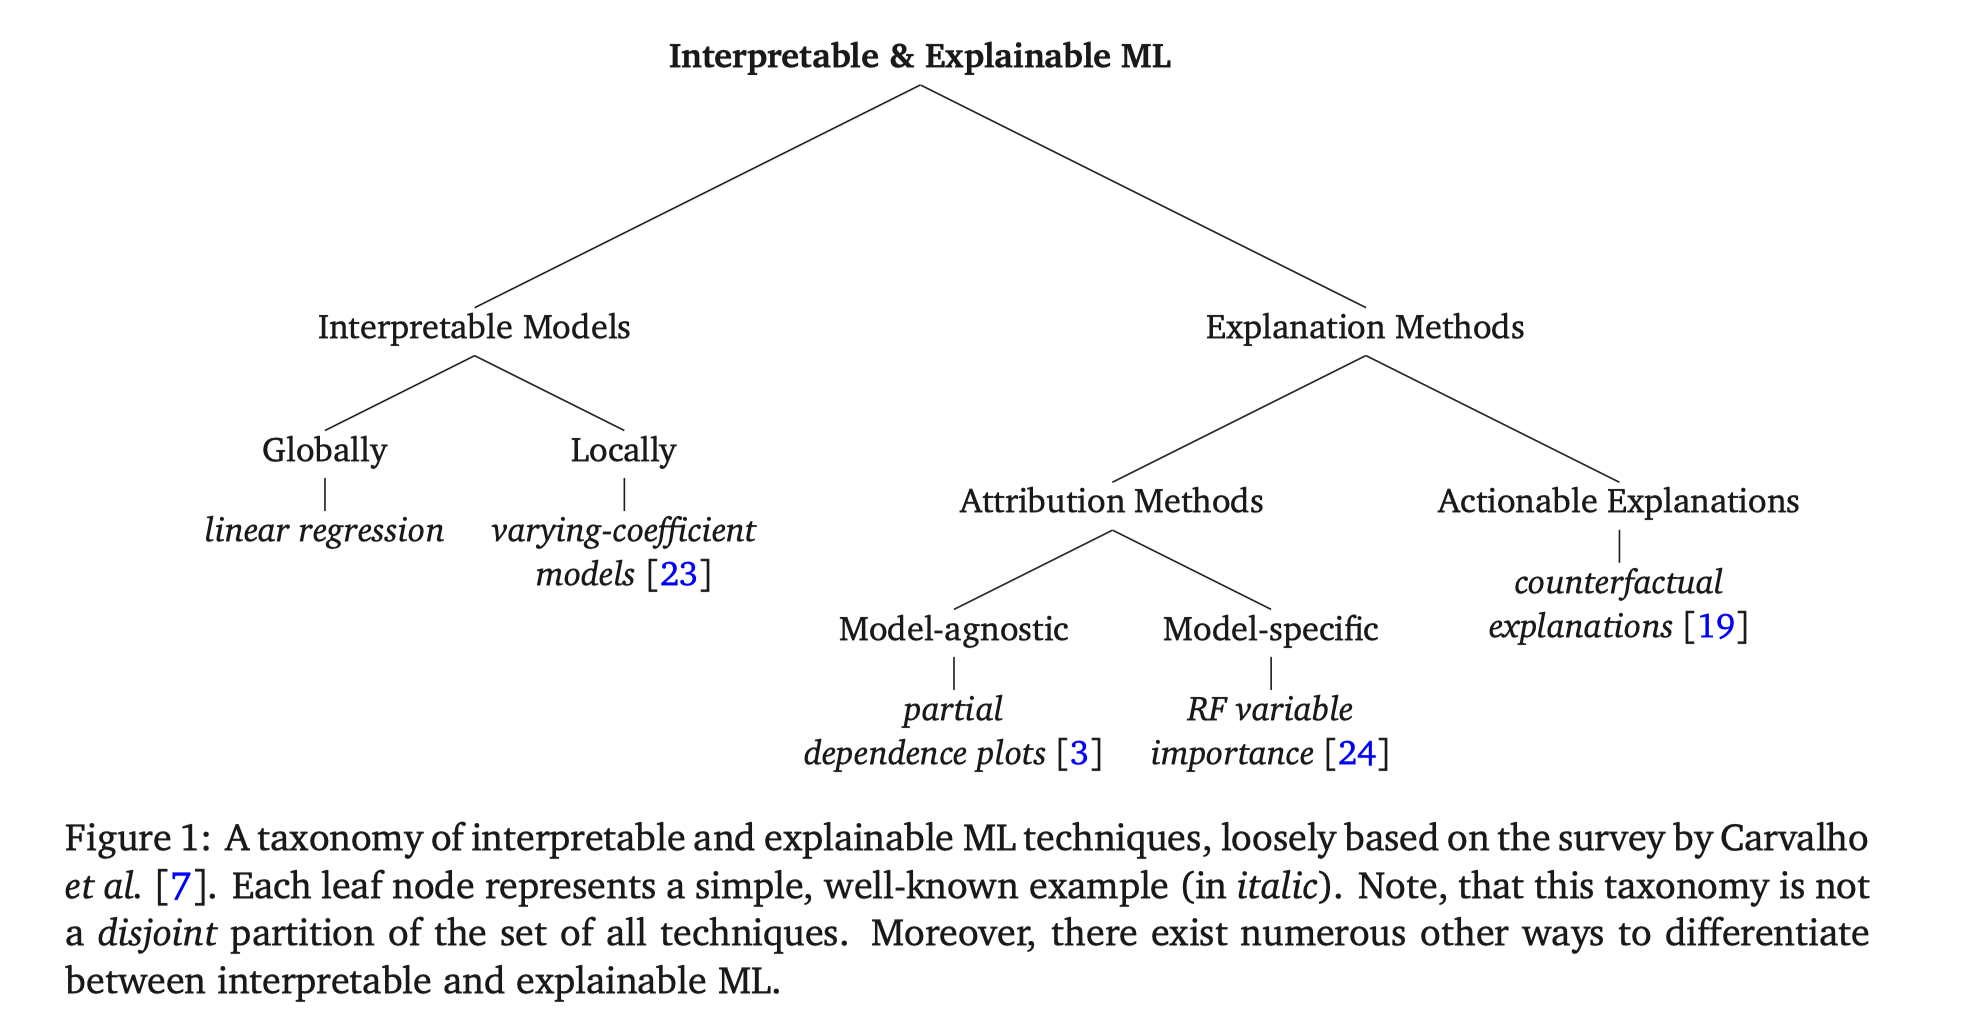 Interpretable & Explainable ML
Interpretable Models
Explanation Methods
Globally
Locally
linear regression
varying-coefficient
models [23]
Attribution Methods
Actionable Explanations
counterfactual
explanations [19]
Model-agnostic
Model-specific
partial
dependence plots [3]
RF variable
importance [24]
Figure 1: A taxonomy of interpretable and explainable ML techniques, loosely based on the survey by Carvalho
et al. [7]. Each leaf node represents a simple, well-known example (in italic). Note, that this taxonomy is not
a disjoint partition of the set of all techniques. Moreover, there exist numerous other ways to differentiate
between interpretable and explainable ML.